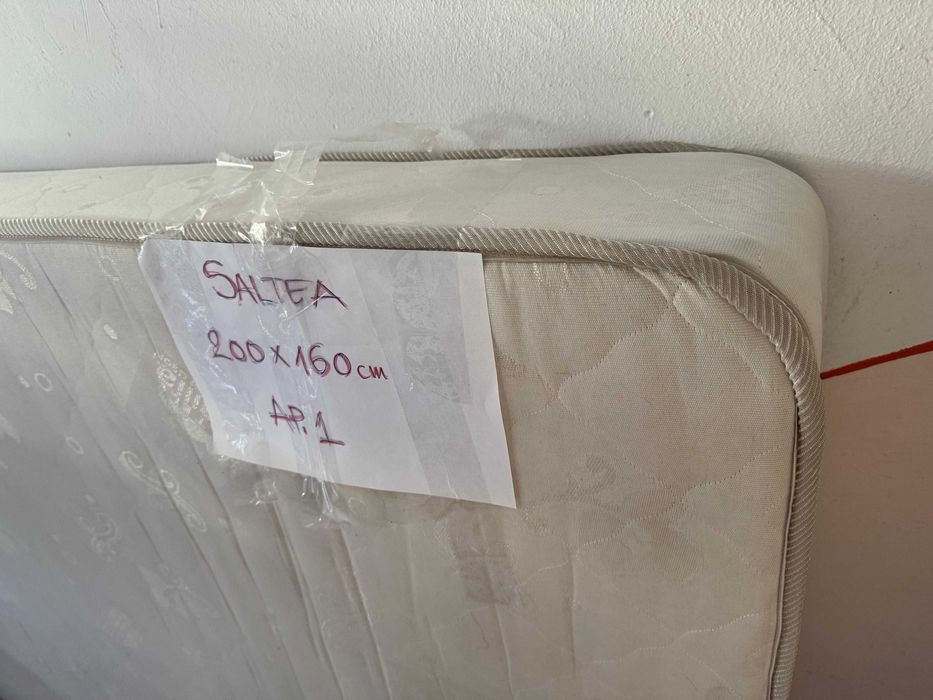 SALTEA
200 x 160 cm
AP. 1